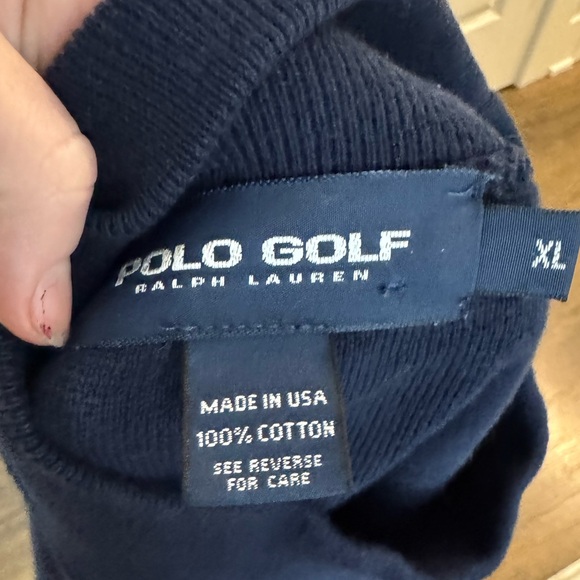 POLO GOLF
RALPH LAUREN
XL
MADE IN USA
100% COTTON
SEE REVERSE
FOR CARE